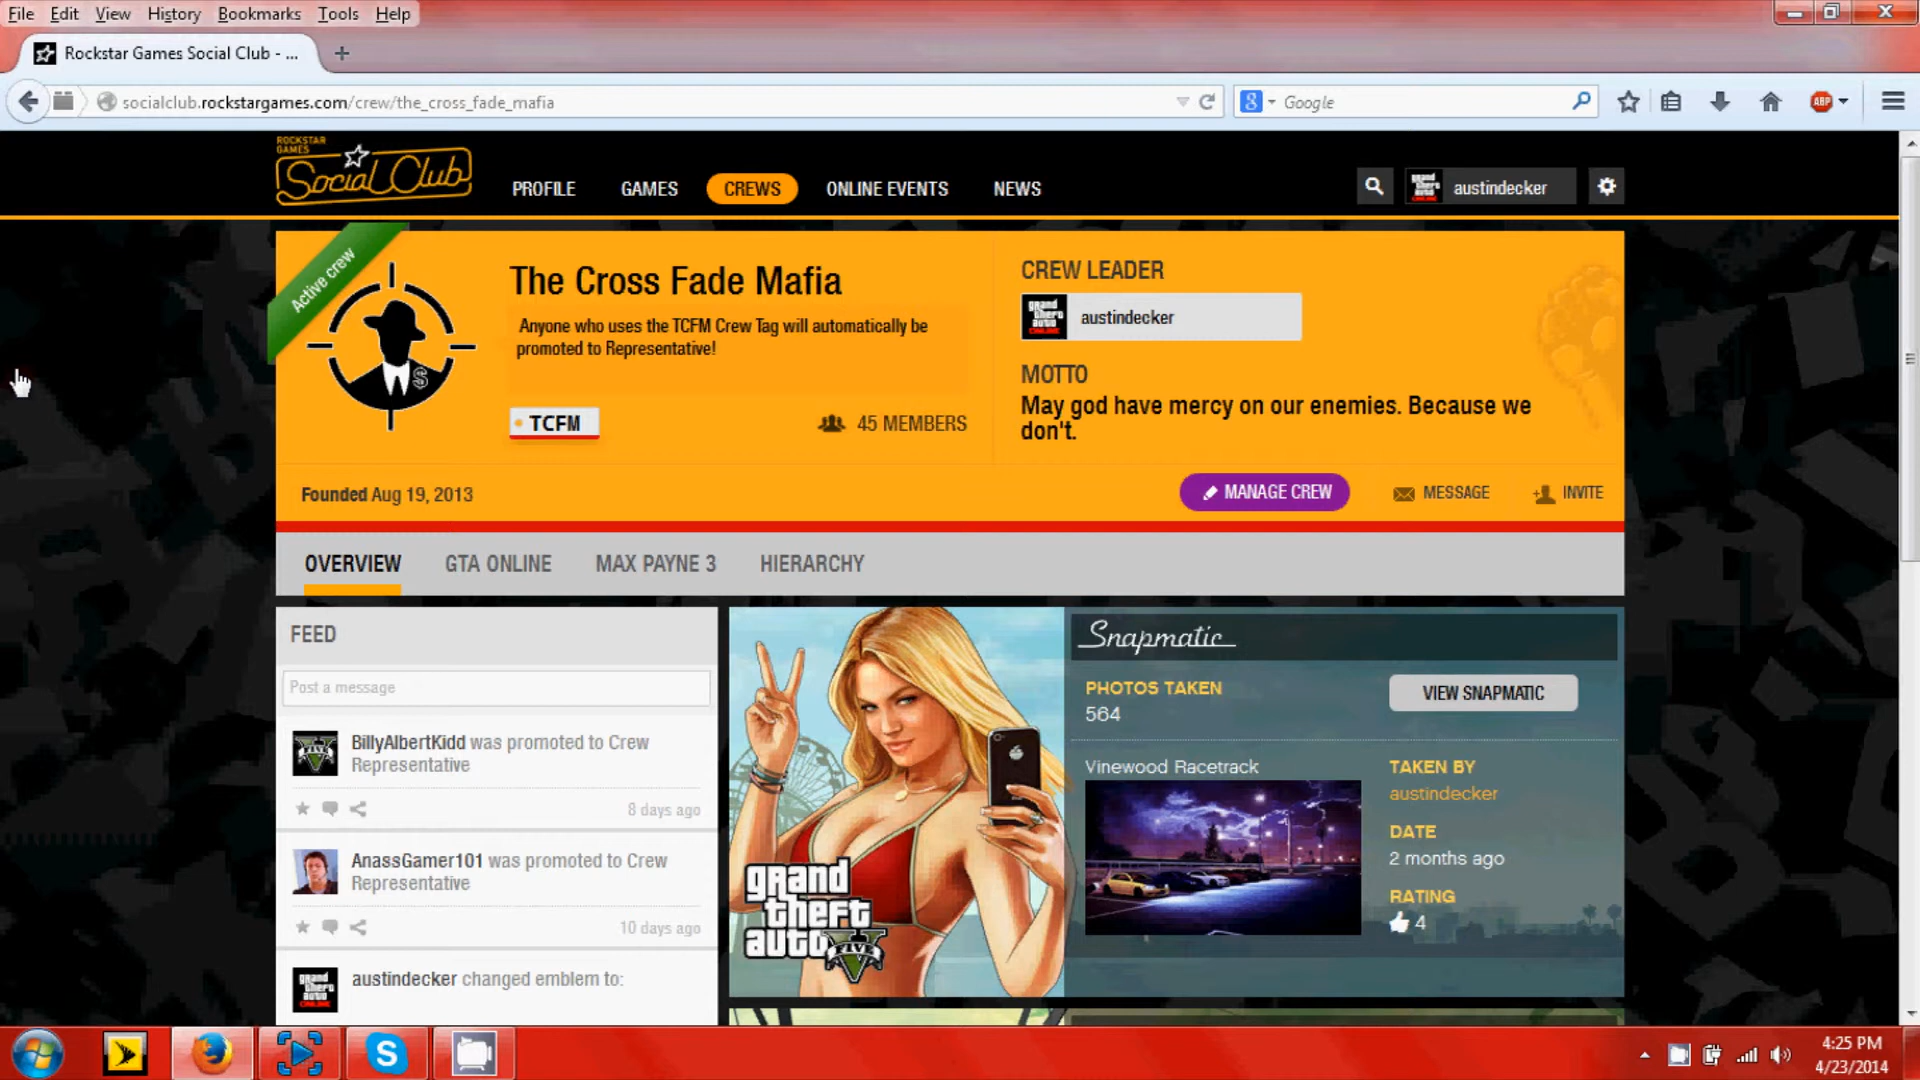 File Edit View History Bookmarks Tools Help
Rockstar Games Social Club - ...
socialclub.rockstargames.com/crew/the_cross_fade_mafia
Google
ABP
ROCKSTAR
GAMES
Social Club
PROFILE GAMES CREWS ONLINE EVENTS NEWS
austindecker
Active crew
The Cross Fade Mafia
Anyone who uses the TCFM Crew Tag will automatically be
promoted to Representative!
TCFM
45 MEMBERS
CREW LEADER
austindecker
MOTTO
May god have mercy on our enemies. Because we
don't.
Founded Aug 19, 2013
MANAGE CREW MESSAGE INVITE
OVERVIEW GTA ONLINE MAX PAYNE 3 HIERARCHY
FEED
Post a message
BillyAlbertKidd was promoted to Crew
Representative
8 days ago
AnassGamer101 was promoted to Crew
Representative
10 days ago
austindecker changed emblem to:
grand
theft
auto
FIVE
Snapmatic
PHOTOS TAKEN
564
VIEW SNAPMATIC
Vinewood Racetrack
TAKEN BY
austindecker
DATE
2 months ago
RATING
4
4:25 PM
4/23/2014